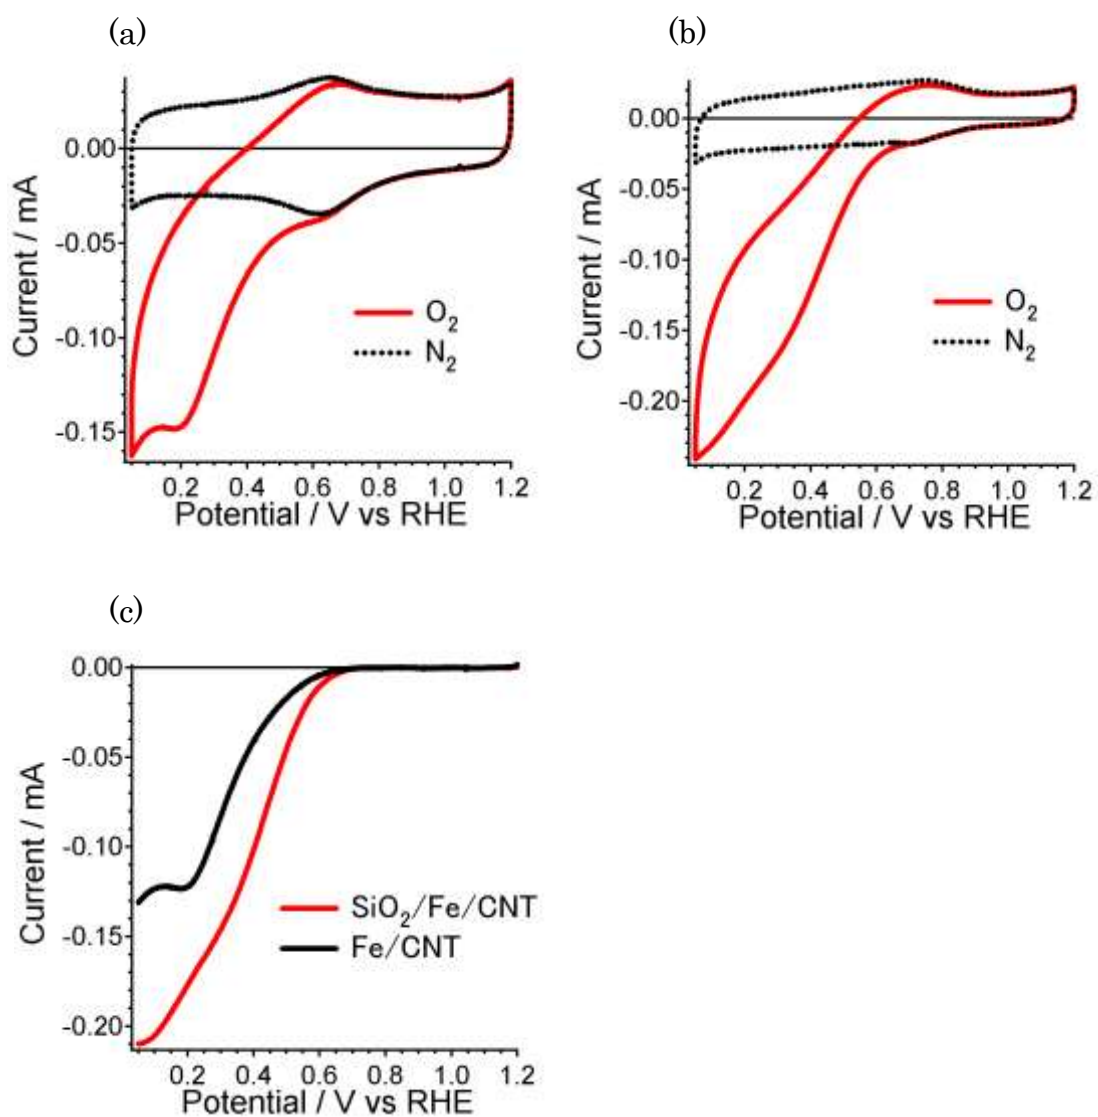 (a)
0.00
-0.05
-0.10
-0.15
Current / mA
O₂
N₂
0.2 0.4 0.6 0.8 1.0 1.2
Potential / V vs RHE
(b)
0.00
-0.05
-0.10
-0.15
-0.20
Current / mA
O₂
N₂
0.2 0.4 0.6 0.8 1.0 1.2
Potential / V vs RHE
(c)
0.00
-0.05
-0.10
-0.15
-0.20
Current / mA
SiO₂/Fe/CNT
Fe/CNT
0.2 0.4 0.6 0.8 1.0 1.2
Potential / V vs RHE